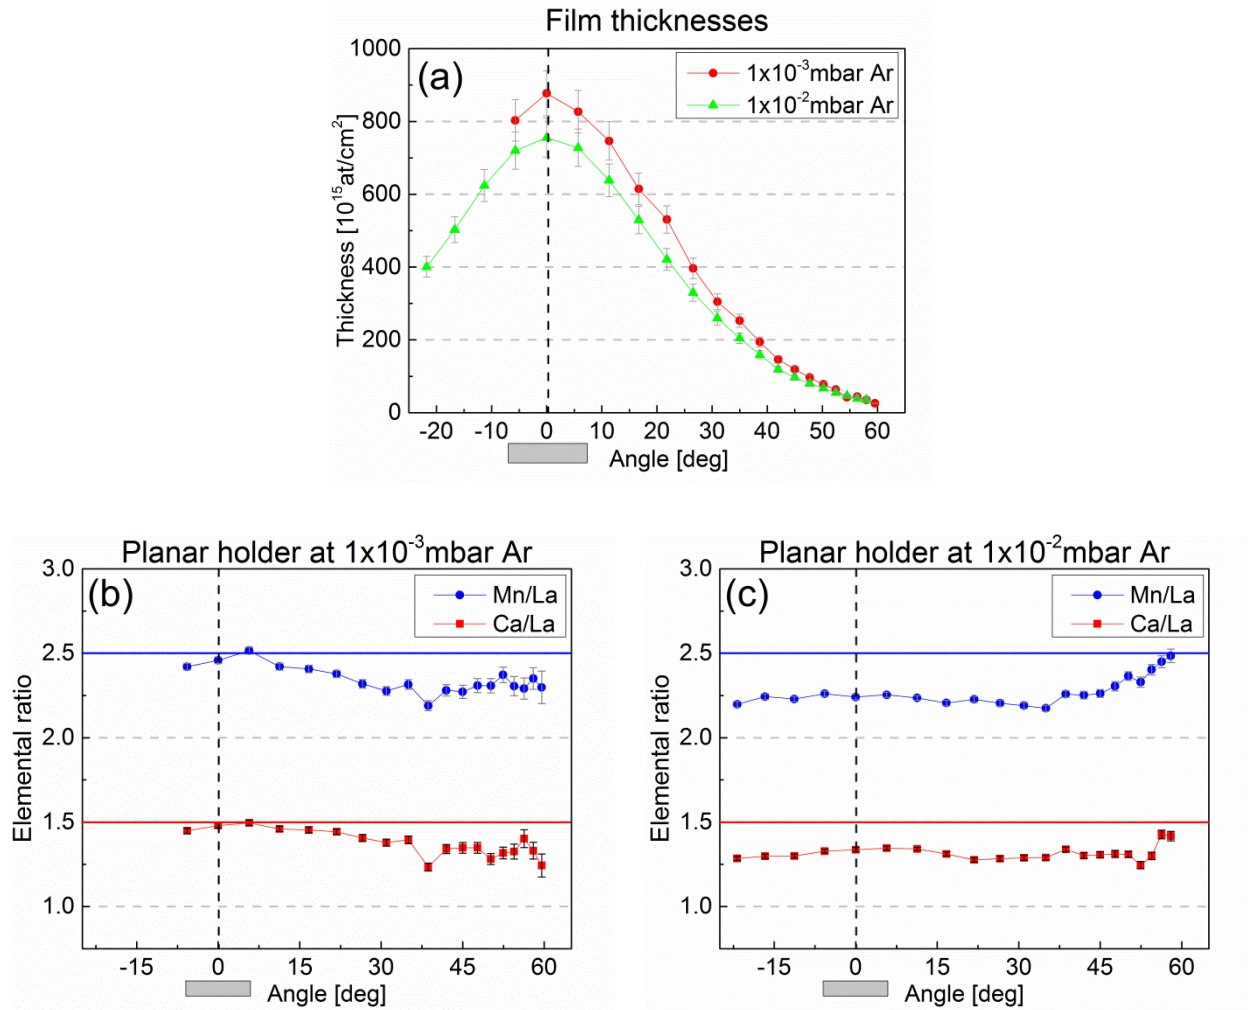 Film thicknesses
(a)
1x10⁻³mbar Ar
1x10⁻²mbar Ar
Thickness [10¹⁵at/cm²]
1000
800
600
400
200
0
-20 -10 0 10 20 30 40 50 60
Angle [deg]
Planar holder at 1x10⁻³mbar Ar
(b)
Mn/La
Ca/La
Elemental ratio
3.0
2.5
2.0
1.5
1.0
-15 0 15 30 45 60
Angle [deg]
Planar holder at 1x10⁻²mbar Ar
(c)
Mn/La
Ca/La
Elemental ratio
3.0
2.5
2.0
1.5
1.0
-15 0 15 30 45 60
Angle [deg]